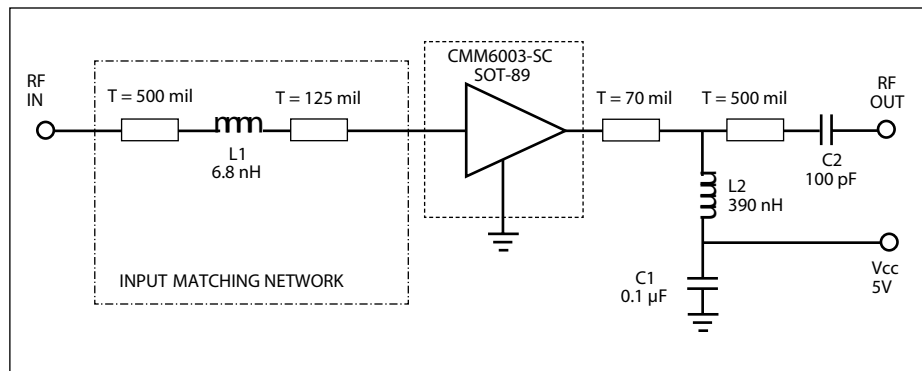 CMM6003-SC
SOT-89
RF
IN
T = 500 mil
T = 125 mil
T = 70 mil
T = 500 mil
RF
OUT
L1
6.8 nH
C2
100 pF
L2
390 nH
INPUT MATCHING NETWORK
C1
0.1 µF
Vcc
5V